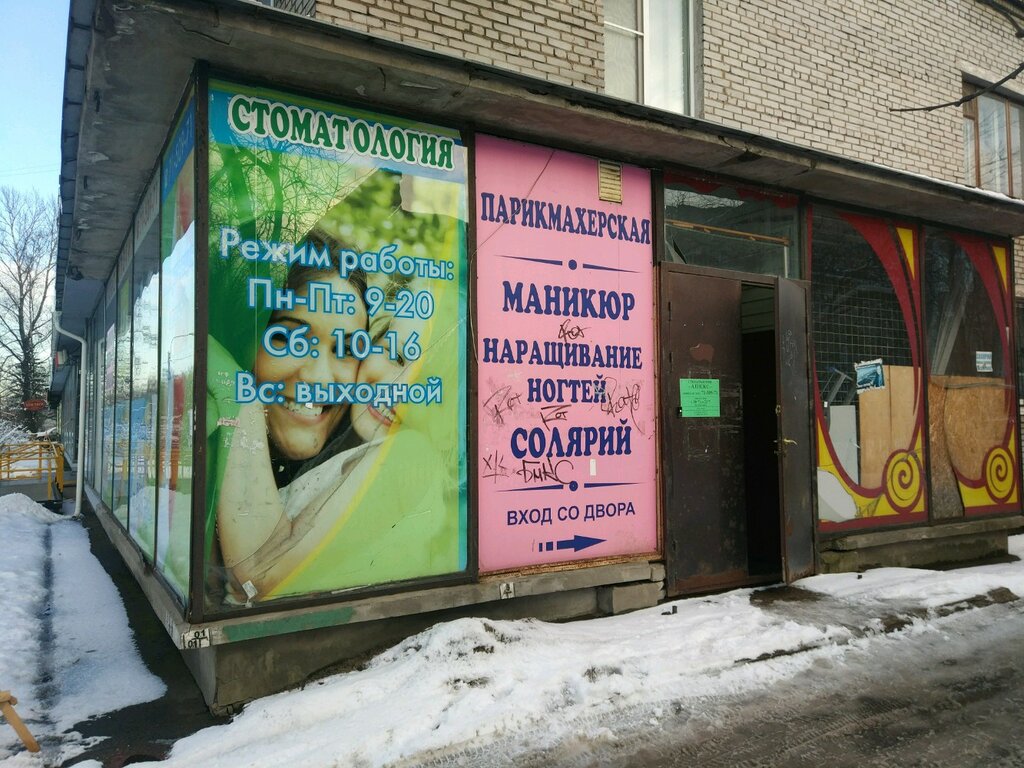 СТОМАТОЛОГИЯ
Режим работы:
Пн-Пт: 9-20
Сб: 10-16
Вс: выходной
ПАРИКМАХЕРСКАЯ
МАНИКЮР
НАРАЩИВАНИЕ
НОГТЕЙ
СОЛЯРИЙ
ВХОД СО ДВОРА